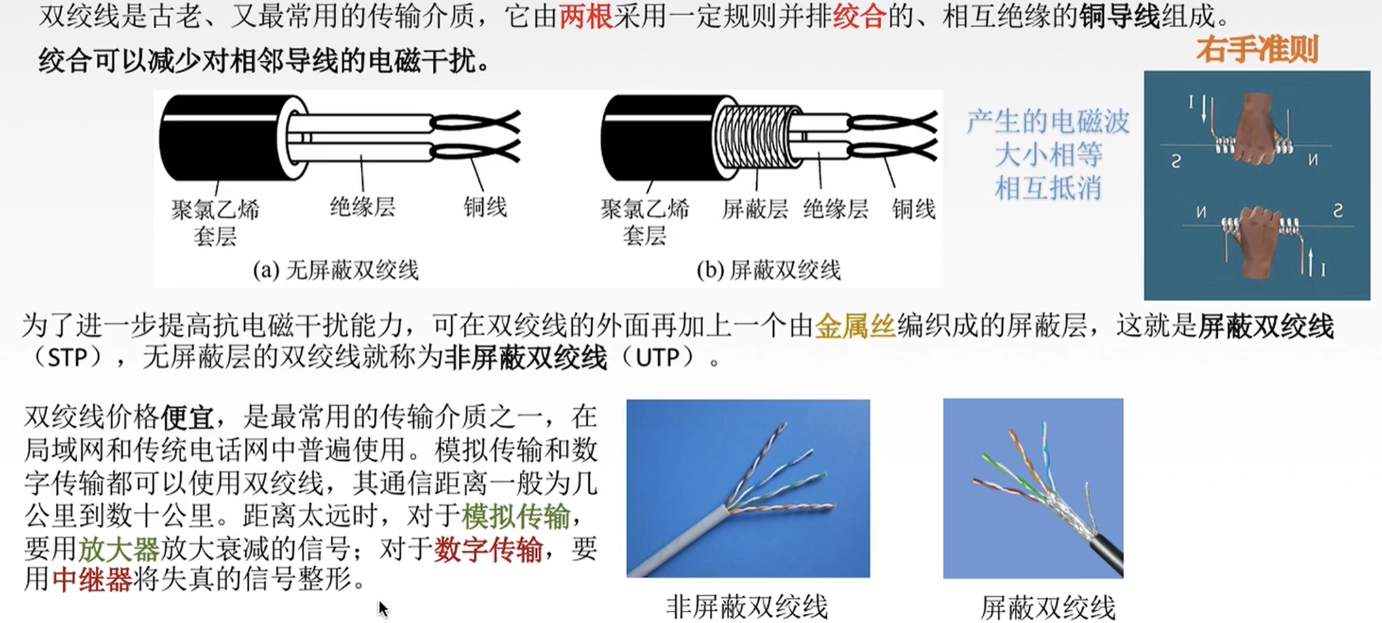 双绞线是古老、又最常用的传输介质，它由两根采用一定规则并排绞合的、相互绝缘的铜导线组成。
绞合可以减少对相邻导线的电磁干扰。
右手准则
产生的电磁波
大小相等
相互抵消
I
S
N
N
S
I
聚氯乙烯
套层
绝缘层
铜线
(a) 无屏蔽双绞线
聚氯乙烯
套层
屏蔽层
绝缘层
铜线
(b) 屏蔽双绞线
为了进一步提高抗电磁干扰能力，可在双绞线的外面再加上一个由金属丝编织成的屏蔽层，这就是屏蔽双绞线
（STP），无屏蔽层的双绞线就称为非屏蔽双绞线（UTP）。
双绞线价格便宜，是最常用的传输介质之一，在
局域网和传统电话网中普遍使用。模拟传输和数
字传输都可以使用双绞线，其通信距离一般为几
公里到数十公里。距离太远时，对于模拟传输，
要用放大器放大衰减的信号；对于数字传输，要
用中继器将失真的信号整形。
非屏蔽双绞线
屏蔽双绞线